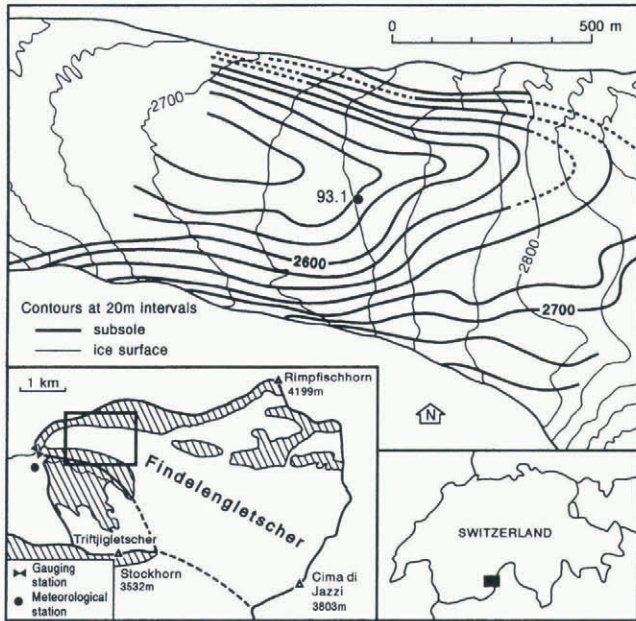 0 500 m
2700
93.1
2600
2800
2700
Contours at 20m intervals
subsole
ice surface
N
1 km
Rimpfischhorn
4199m
Findelengletscher
Triftjigletscher
Stockhorn
3532m
Cima di
Jazzi
3803m
Gauging
station
Meteorological
station
SWITZERLAND